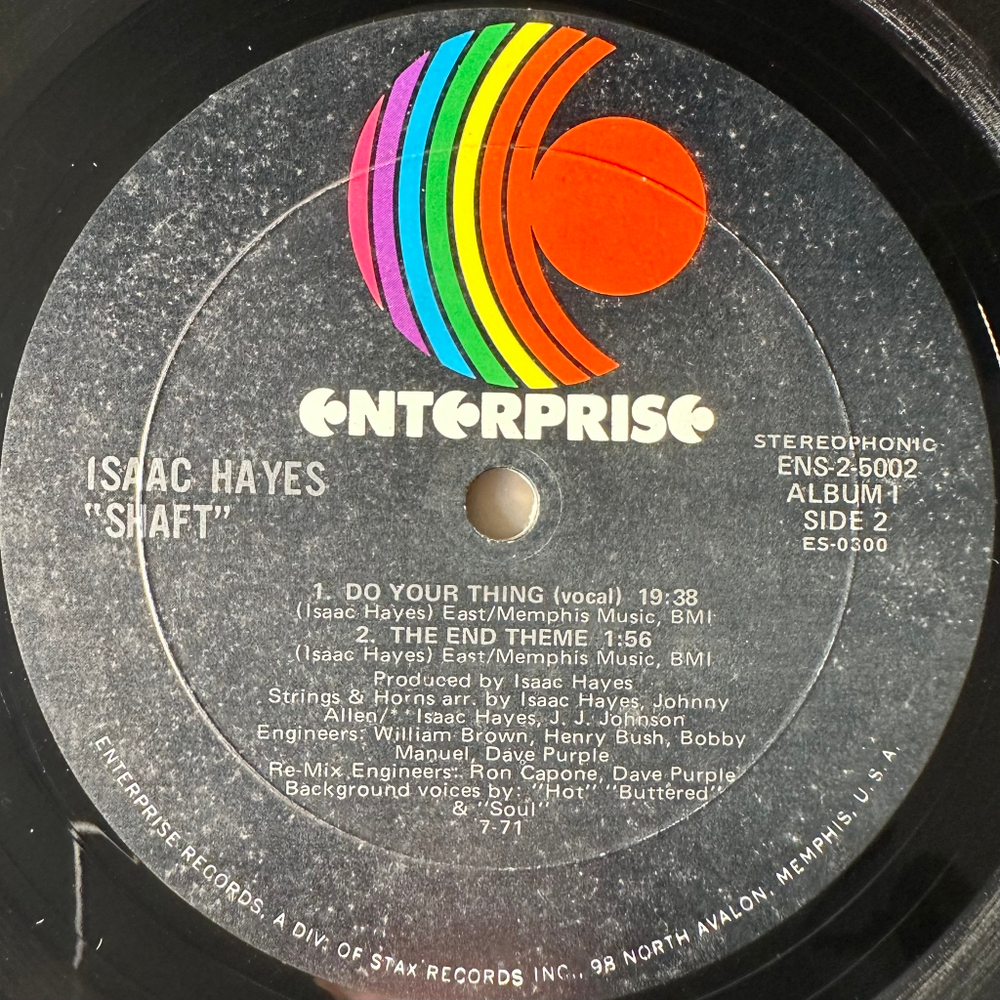 ENTERPRISE
ISAAC HAYES
"SHAFT"
STEREOPHONIC
ENS-2-5002
ALBUM I
SIDE 2
ES-0300
1. DO YOUR THING (vocal) 19:38
(Isaac Hayes) East/Memphis Music, BMI
2. THE END THEME 1:56
(Isaac Hayes) East/Memphis Music, BMI
Produced by Isaac Hayes
Strings & Horns arr. by Isaac Hayes, Johnny
Allen/** Isaac Hayes, J. J. Johnson
Engineers: William Brown, Henry Bush, Bobby
Manuel, Dave Purple
Re-Mix Engineers: Ron Capone, Dave Purple
Background voices by: "Hot" "Buttered"
& "Soul"
7-71
ENTERPRISE RECORDS, A DIV. OF STAX RECORDS INC., 98 NORTH AVALON, MEMPHIS, U.S.A.